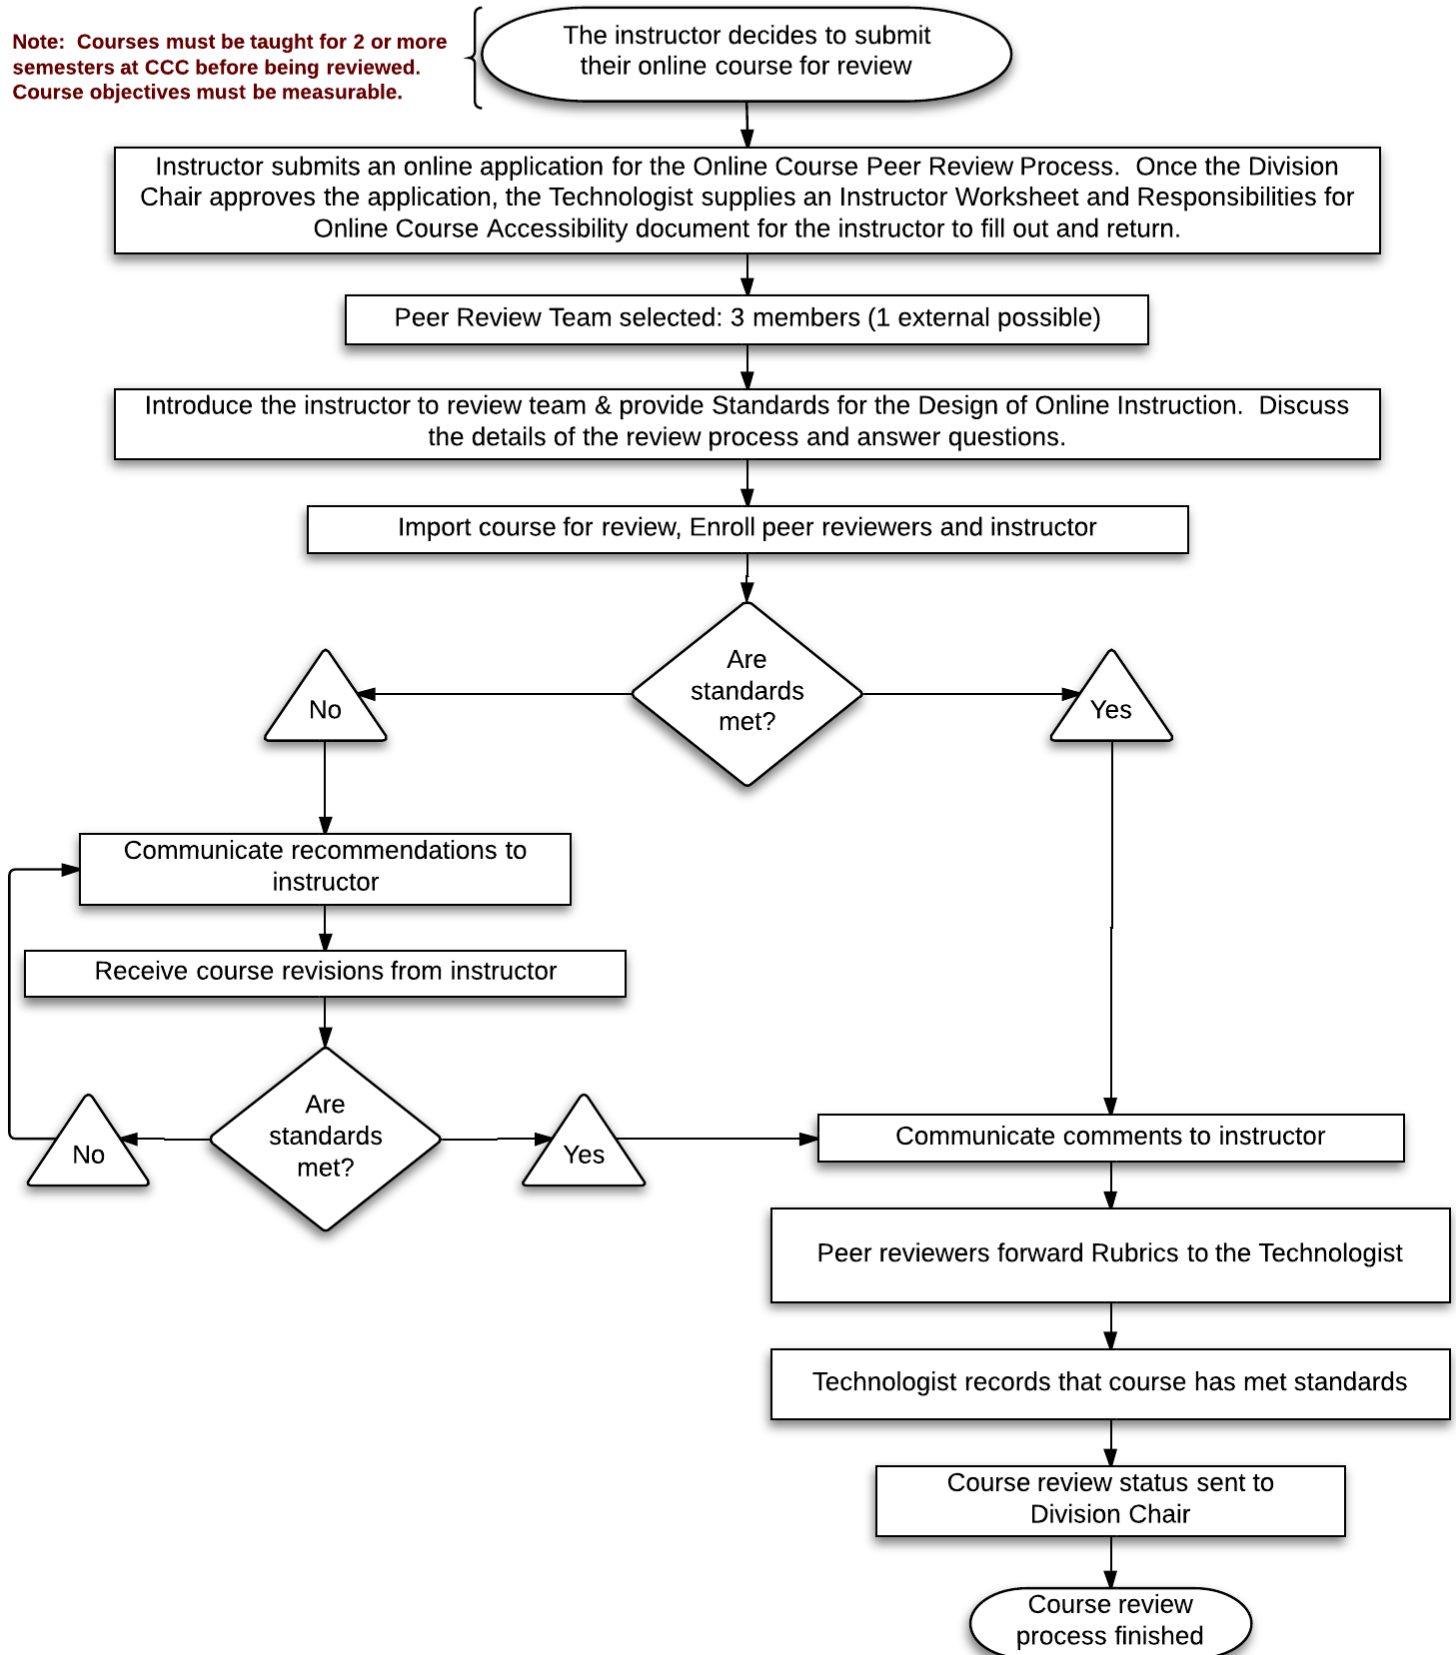 Note:  Courses must be taught for 2 or more
semesters at CCC before being reviewed.
Course objectives must be measurable.
The instructor decides to submit
their online course for review
Instructor submits an online application for the Online Course Peer Review Process.  Once the Division
Chair approves the application, the Technologist supplies an Instructor Worksheet and Responsibilities for
Online Course Accessibility document for the instructor to fill out and return.
Peer Review Team selected: 3 members (1 external possible)
Introduce the instructor to review team & provide Standards for the Design of Online Instruction.  Discuss
the details of the review process and answer questions.
Import course for review, Enroll peer reviewers and instructor
Are
standards
met?
No
Yes
Communicate recommendations to
instructor
Receive course revisions from instructor
Are
standards
met?
No
Yes
Communicate comments to instructor
Peer reviewers forward Rubrics to the Technologist
Technologist records that course has met standards
Course review status sent to
Division Chair
Course review
process finished